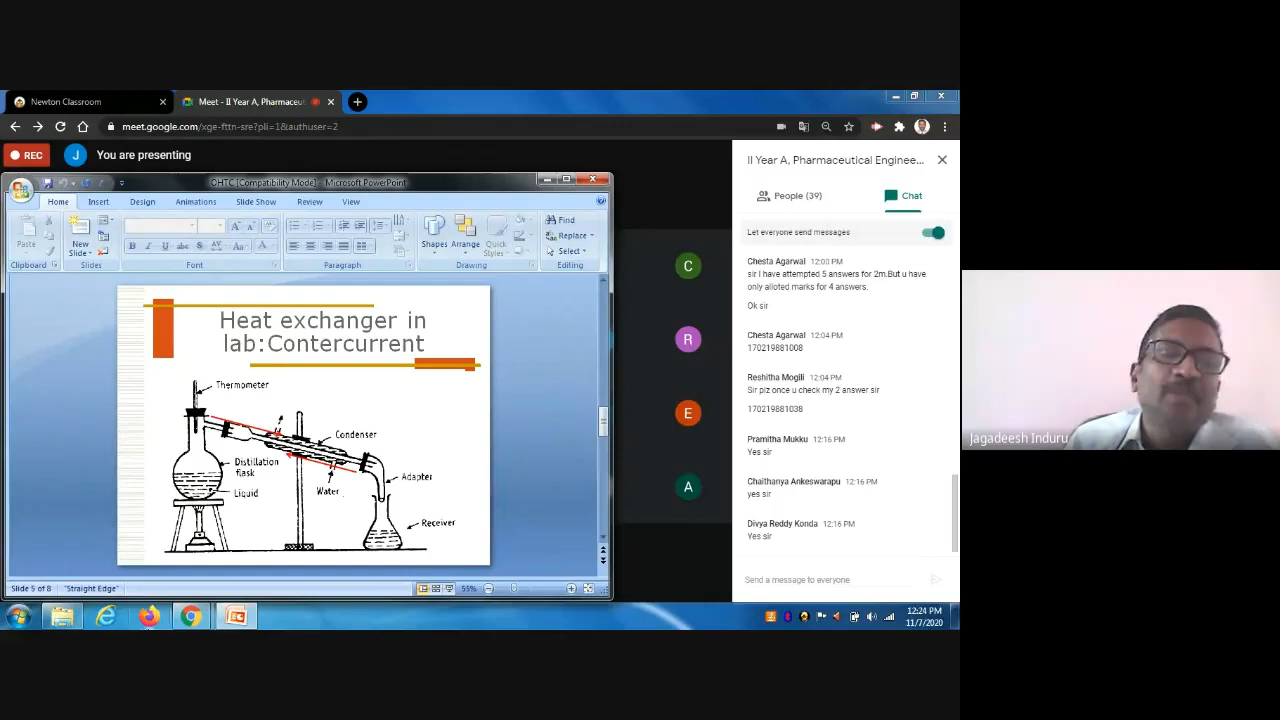 Newton Classroom
Meet - II Year A, Pharmaceut
meet.google.com/xge-fttn-sre?pli=1&authuser=2
REC
J
You are presenting
II Year A, Pharmaceutical Enginee...
People (39)
Chat
Let everyone send messages
Chesta Agarwal 12:00 PM
sir I have attempted 5 answers for 2m.But u have
only alloted marks for 4 answers.
Ok sir
Chesta Agarwal 12:04 PM
170219881008
Reshitha Mogili 12:04 PM
Sir plz once u check my 2 answer sir
170219881038
Pramitha Mukku 12:16 PM
Yes sir
Chaithanya Ankeswarapu 12:16 PM
yes sir
Divya Reddy Konda 12:16 PM
Yes sir
Send a message to everyone
C
R
E
A
OHTC [Compatibility Mode] - Microsoft PowerPoint
Home
Insert
Design
Animations
Slide Show
Review
View
Paste
New
Slide
Shapes
Arrange
Quick
Styles
Find
Replace
Select
Clipboard
Slides
Font
Paragraph
Drawing
Editing
Heat exchanger in
lab:Contercurrent
Thermometer
Condenser
Distillation
flask
Adapter
Liquid
Water
Receiver
Slide 5 of 8
"Straight Edge"
55%
12:24 PM
11/7/2020
Jagadeesh Induru